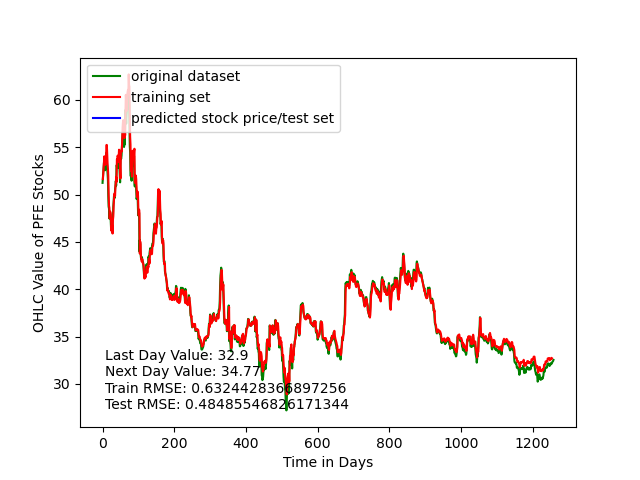 original dataset
training set
predicted stock price/test set
OHLC Value of PFE Stocks
60
55
50
45
40
35
30
Last Day Value: 32.9
Next Day Value: 34.77
Train RMSE: 0.6324428366897256
Test RMSE: 0.48485546826171344
0 200 400 600 800 1000 1200
Time in Days